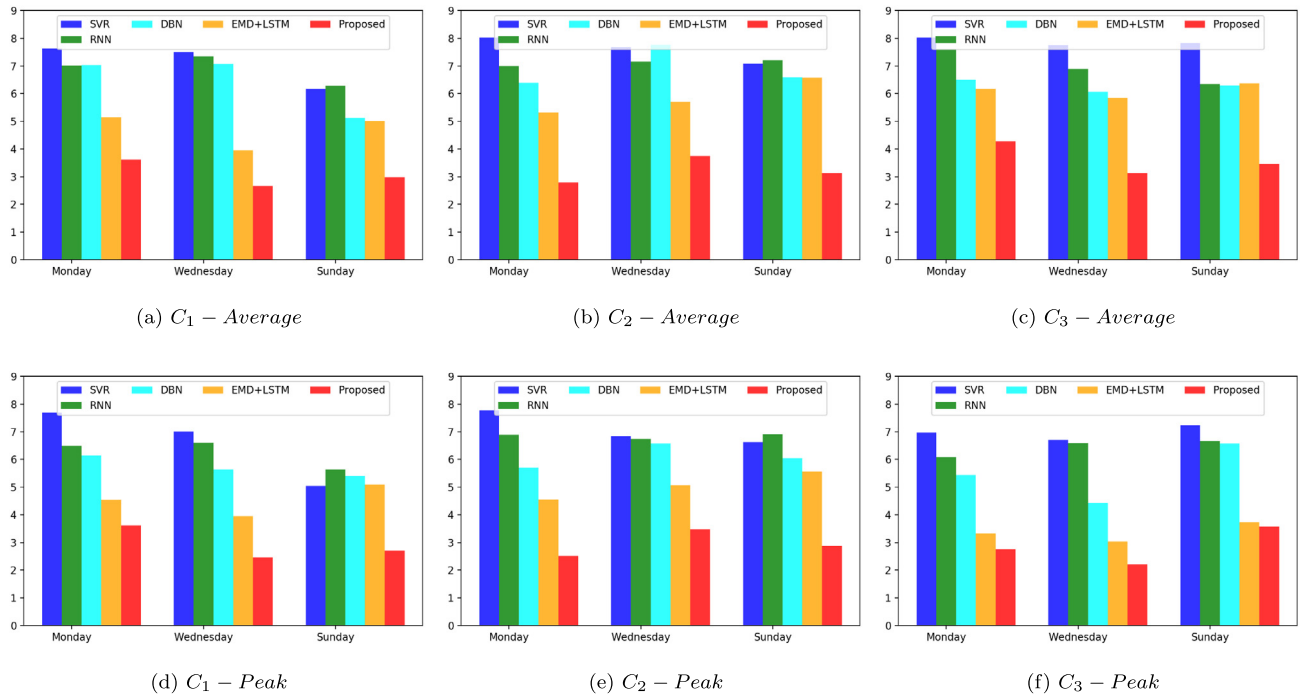 9 8 7 6 5 4 3 2 1 0
SVR DBN EMD+LSTM Proposed
RNN
Monday Wednesday Sunday
(a) C1 − Average
9 8 7 6 5 4 3 2 1 0
SVR DBN EMD+LSTM Proposed
RNN
Monday Wednesday Sunday
(b) C2 − Average
9 8 7 6 5 4 3 2 1 0
SVR DBN EMD+LSTM Proposed
RNN
Monday Wednesday Sunday
(c) C3 − Average
9 8 7 6 5 4 3 2 1 0
SVR DBN EMD+LSTM Proposed
RNN
Monday Wednesday Sunday
(d) C1 − Peak
9 8 7 6 5 4 3 2 1 0
SVR DBN EMD+LSTM Proposed
RNN
Monday Wednesday Sunday
(e) C2 − Peak
9 8 7 6 5 4 3 2 1 0
SVR DBN EMD+LSTM Proposed
RNN
Monday Wednesday Sunday
(f) C3 − Peak